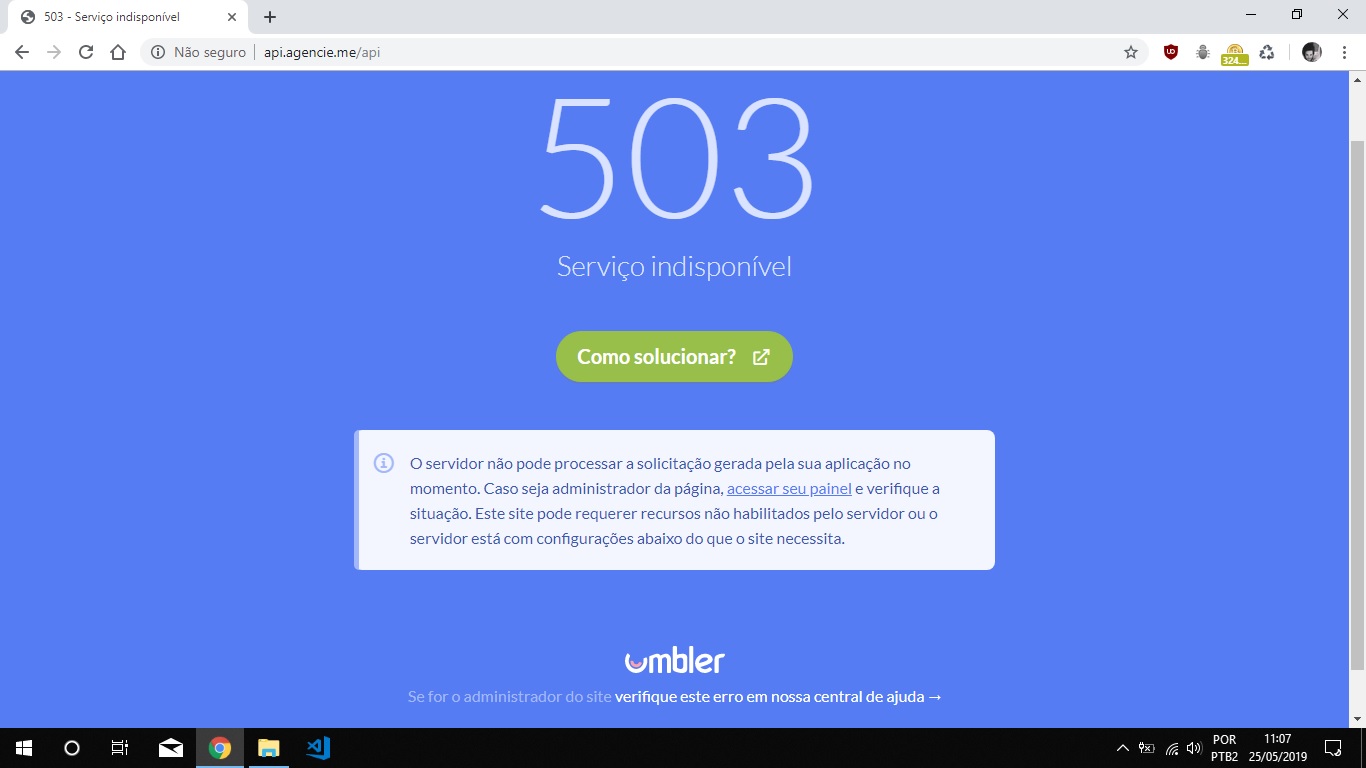 503 - Serviço indisponível
Não seguro
api.agencie.me/api
324...
503
Serviço indisponível
Como solucionar?
O servidor não pode processar a solicitação gerada pela sua aplicação no
momento. Caso seja administrador da página, acessar seu painel e verifique a
situação. Este site pode requerer recursos não habilitados pelo servidor ou o
servidor está com configurações abaixo do que o site necessita.
umbler
Se for o administrador do site verifique este erro em nossa central de ajuda →
POR
PTB2
11:07
25/05/2019